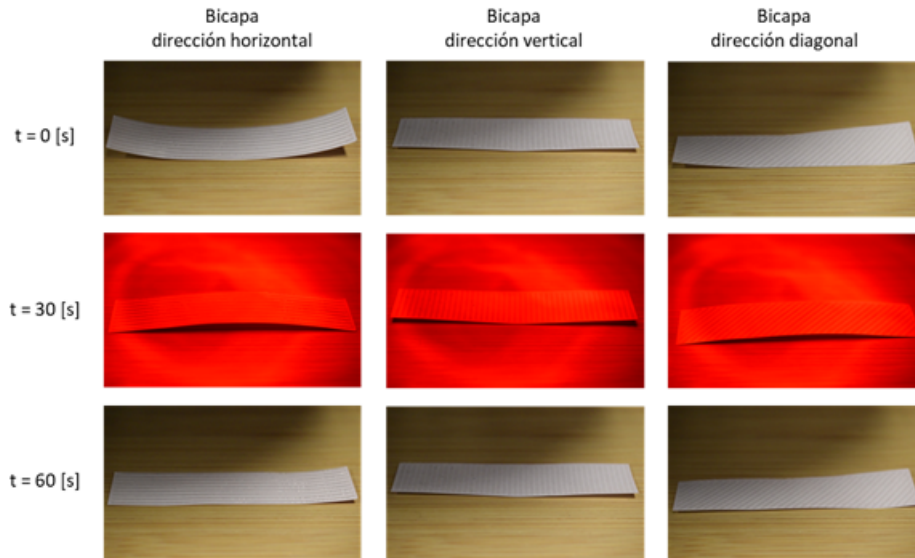 Bicapa
dirección horizontal
Bicapa
dirección vertical
Bicapa
dirección diagonal
t = 0 [s]
t = 30 [s]
t = 60 [s]